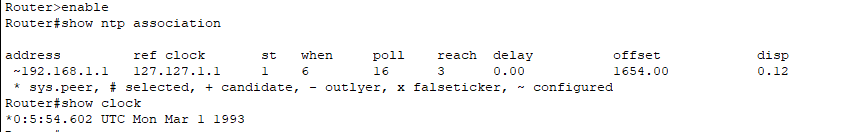 Router>enable
Router#show ntp association

address         ref clock       st   when     poll    reach  delay          offset            disp
 ~192.168.1.1   127.127.1.1     1    6        16      3      0.00           1654.00           0.12
 * sys.peer, # selected, + candidate, - outlyer, x falseticker, ~ configured
Router#show clock
*0:5:54.602 UTC Mon Mar 1 1993